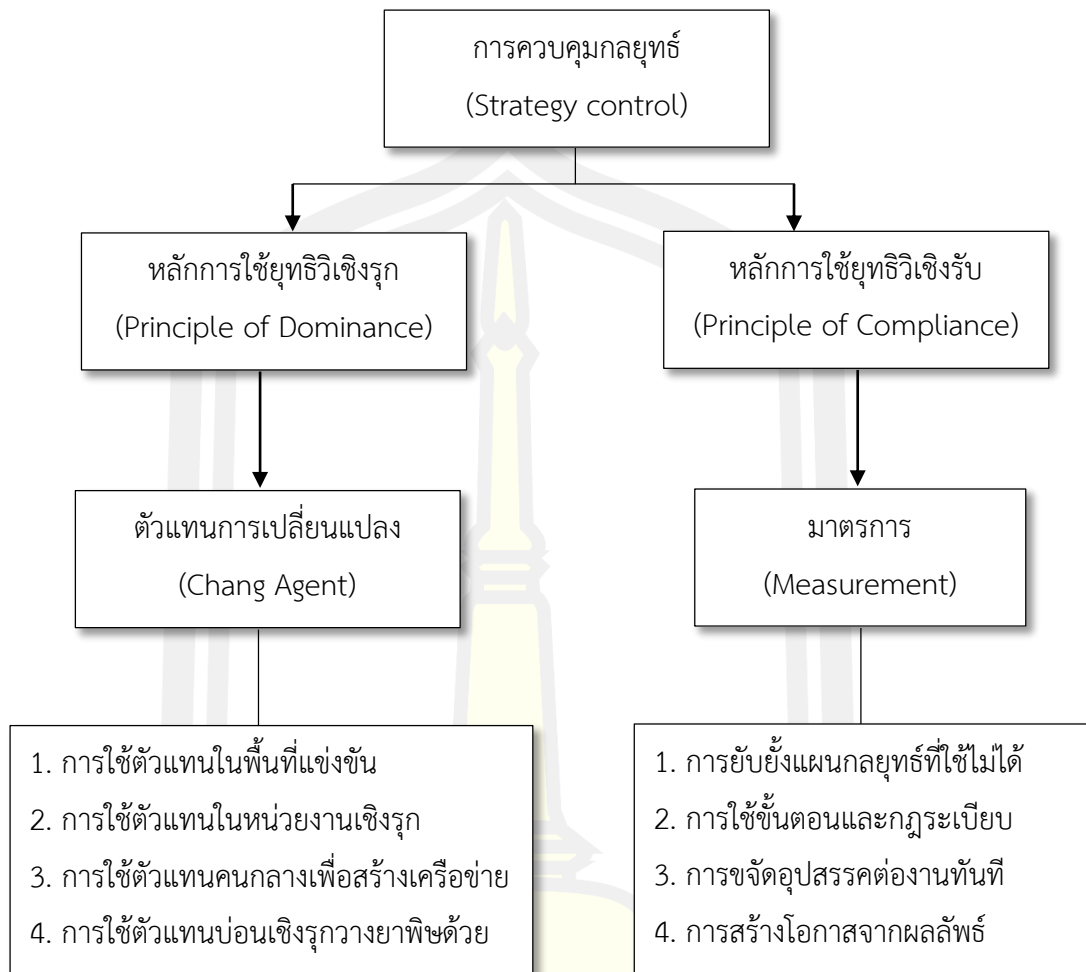 การควบคุมกลยุทธ์
(Strategy control)
หลักการใช้ยุทธิวิเชิงรุก
(Principle of Dominance)
หลักการใช้ยุทธิวิเชิงรับ
(Principle of Compliance)
ตัวแทนการเปลี่ยนแปลง
(Chang Agent)
มาตรการ
(Measurement)
1. การใช้ตัวแทนในพื้นที่แข่งขัน
2. การใช้ตัวแทนในหน่วยงานเชิงรุก
3. การใช้ตัวแทนคนกลางเพื่อสร้างเครือข่าย
4. การใช้ตัวแทนบ่อนเชิงรุกวางยาพิษด้วย
1. การยับยั้งแผนกลยุทธ์ที่ใช้ไม่ได้
2. การใช้ขั้นตอนและกฎระเบียบ
3. การขจัดอุปสรรคต่องานทันที
4. การสร้างโอกาสจากผลลัพธ์